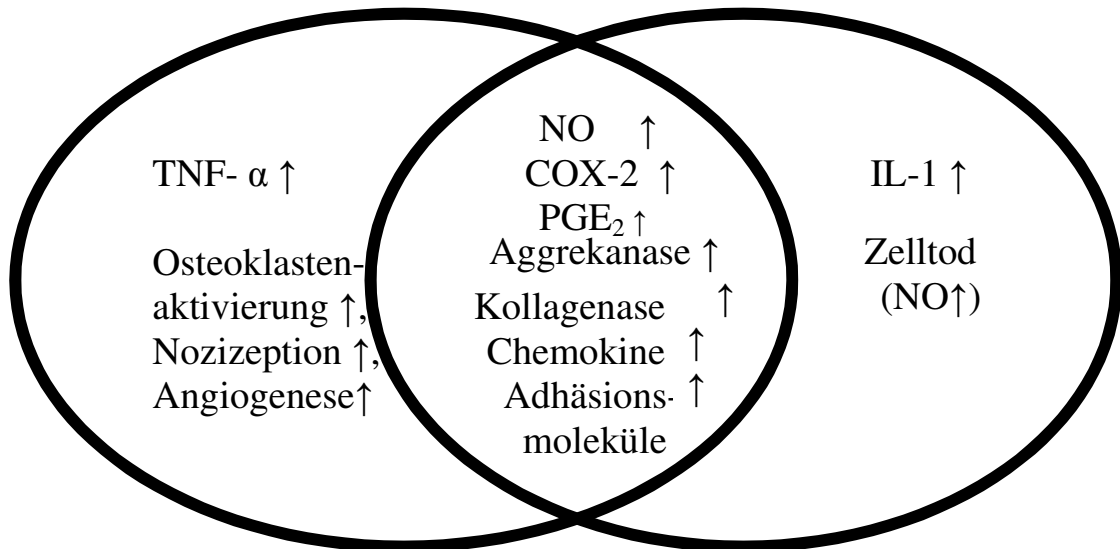 TNF- α ↑
Osteoklasten-
aktivierung ↑,
Nozizeption ↑,
Angiogenese↑
NO ↑
COX-2 ↑
PGE₂ ↑
Aggrekanase ↑
Kollagenase ↑
Chemokine ↑
Adhäsions- ↑
moleküle
IL-1 ↑
Zelltod
(NO↑)